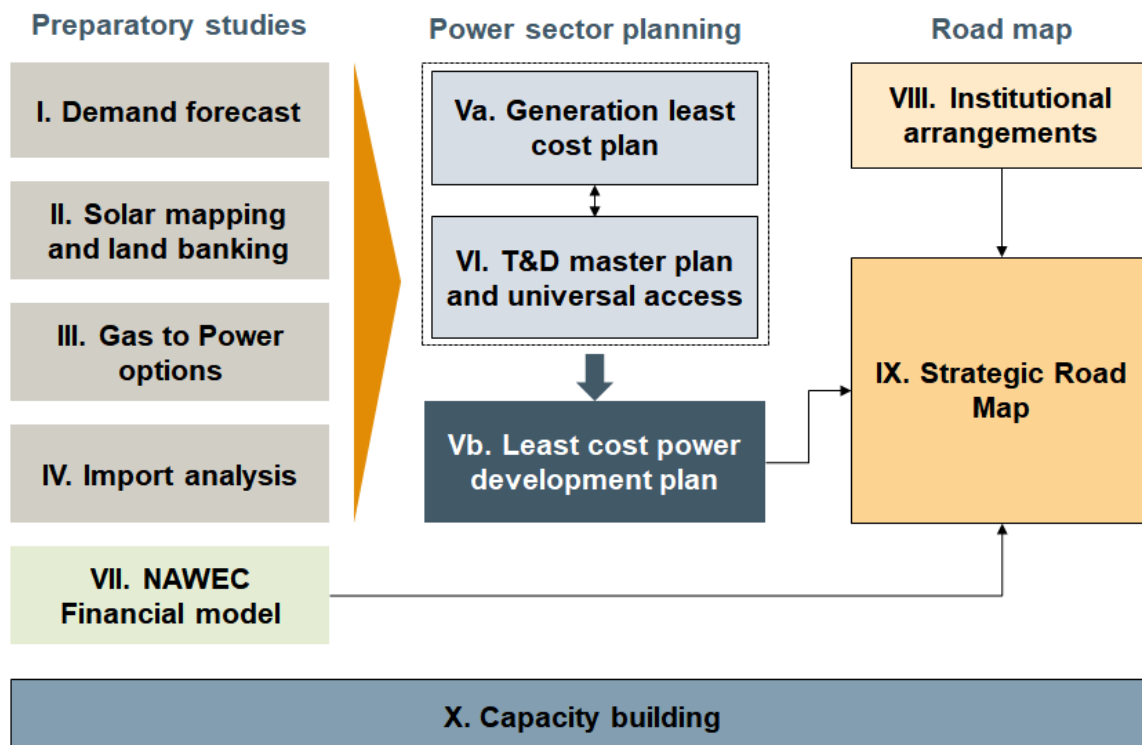 Preparatory studies
I. Demand forecast
II. Solar mapping
and land banking
III. Gas to Power
options
IV. Import analysis
VII. NAWEC
Financial model
Power sector planning
Va. Generation least
cost plan
VI. T&D master plan
and universal access
Vb. Least cost power
development plan
Road map
VIII. Institutional
arrangements
IX. Strategic Road
Map
X. Capacity building